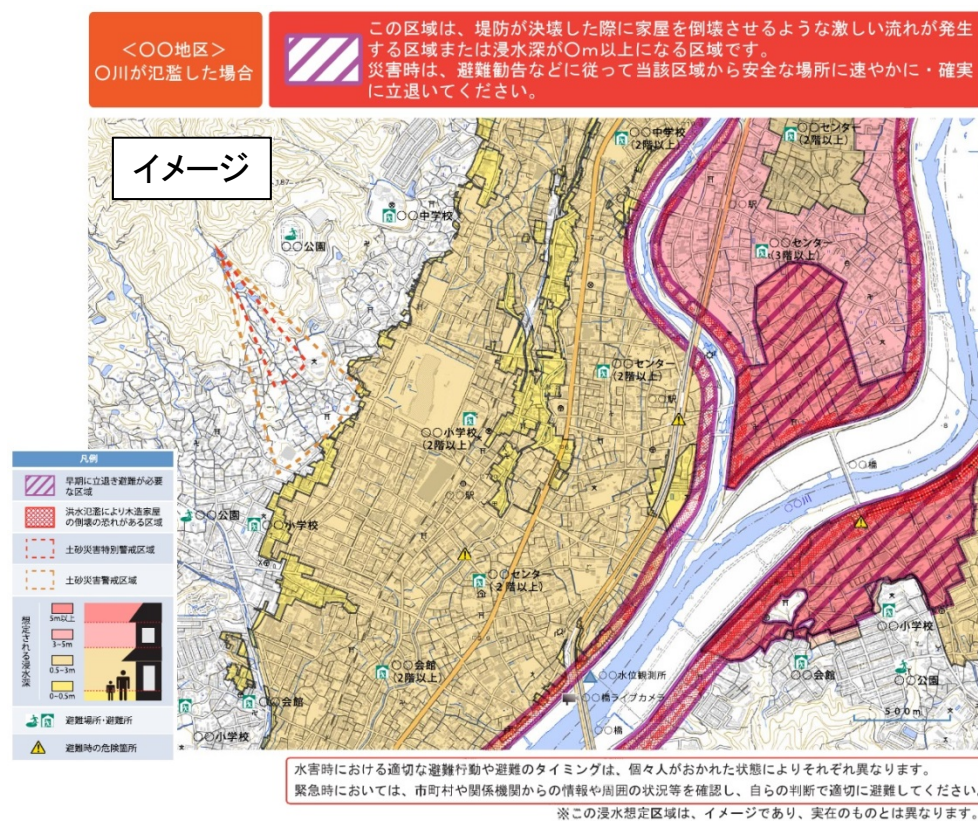 <〇〇地区>
〇川が氾濫した場合
この区域は、堤防が決壊した際に家屋を倒壊させるような激しい流れが発生
する区域または浸水深が〇m以上になる区域です。
災害時は、避難勧告などに従って当該区域から安全な場所に速やかに・確実
に立退いてください。
イメージ
〇〇中学校
(2階以上)
〇〇センター
(2階以上)
〇〇中学校
〇〇公園
〇〇駅
〇〇センター
(3階以上)
〇〇センター
(2階以上)
〇〇駅
〇〇小学校
(2階以上)
〇〇駅
〇〇橋
〇〇川
凡例
早期に立退き避難が必要
な区域
洪水氾濫により木造家屋
の倒壊の恐れがある区域
土砂災害特別警戒区域
土砂災害警戒区域
想定される浸水深
5m以上
3~5m
0.5~3m
0~0.5m
避難場所・避難所
避難時の危険箇所
〇〇公園
〇〇小学校
〇〇センター
(2階以上)
〇〇会館
(2階以上)
〇〇会館
〇〇小学校
〇〇小学校
〇〇会館
〇〇公園
〇〇水位観測所
〇〇橋ライブカメラ
〇〇橋
500m
水害時における適切な避難行動や避難のタイミングは、個々人がおかれた状態によりそれぞれ異なります。
緊急時においては、市町村や関係機関からの情報や周囲の状況等を確認し、自らの判断で適切に避難してください。
※この浸水想定区域は、イメージであり、実在のものとは異なります。